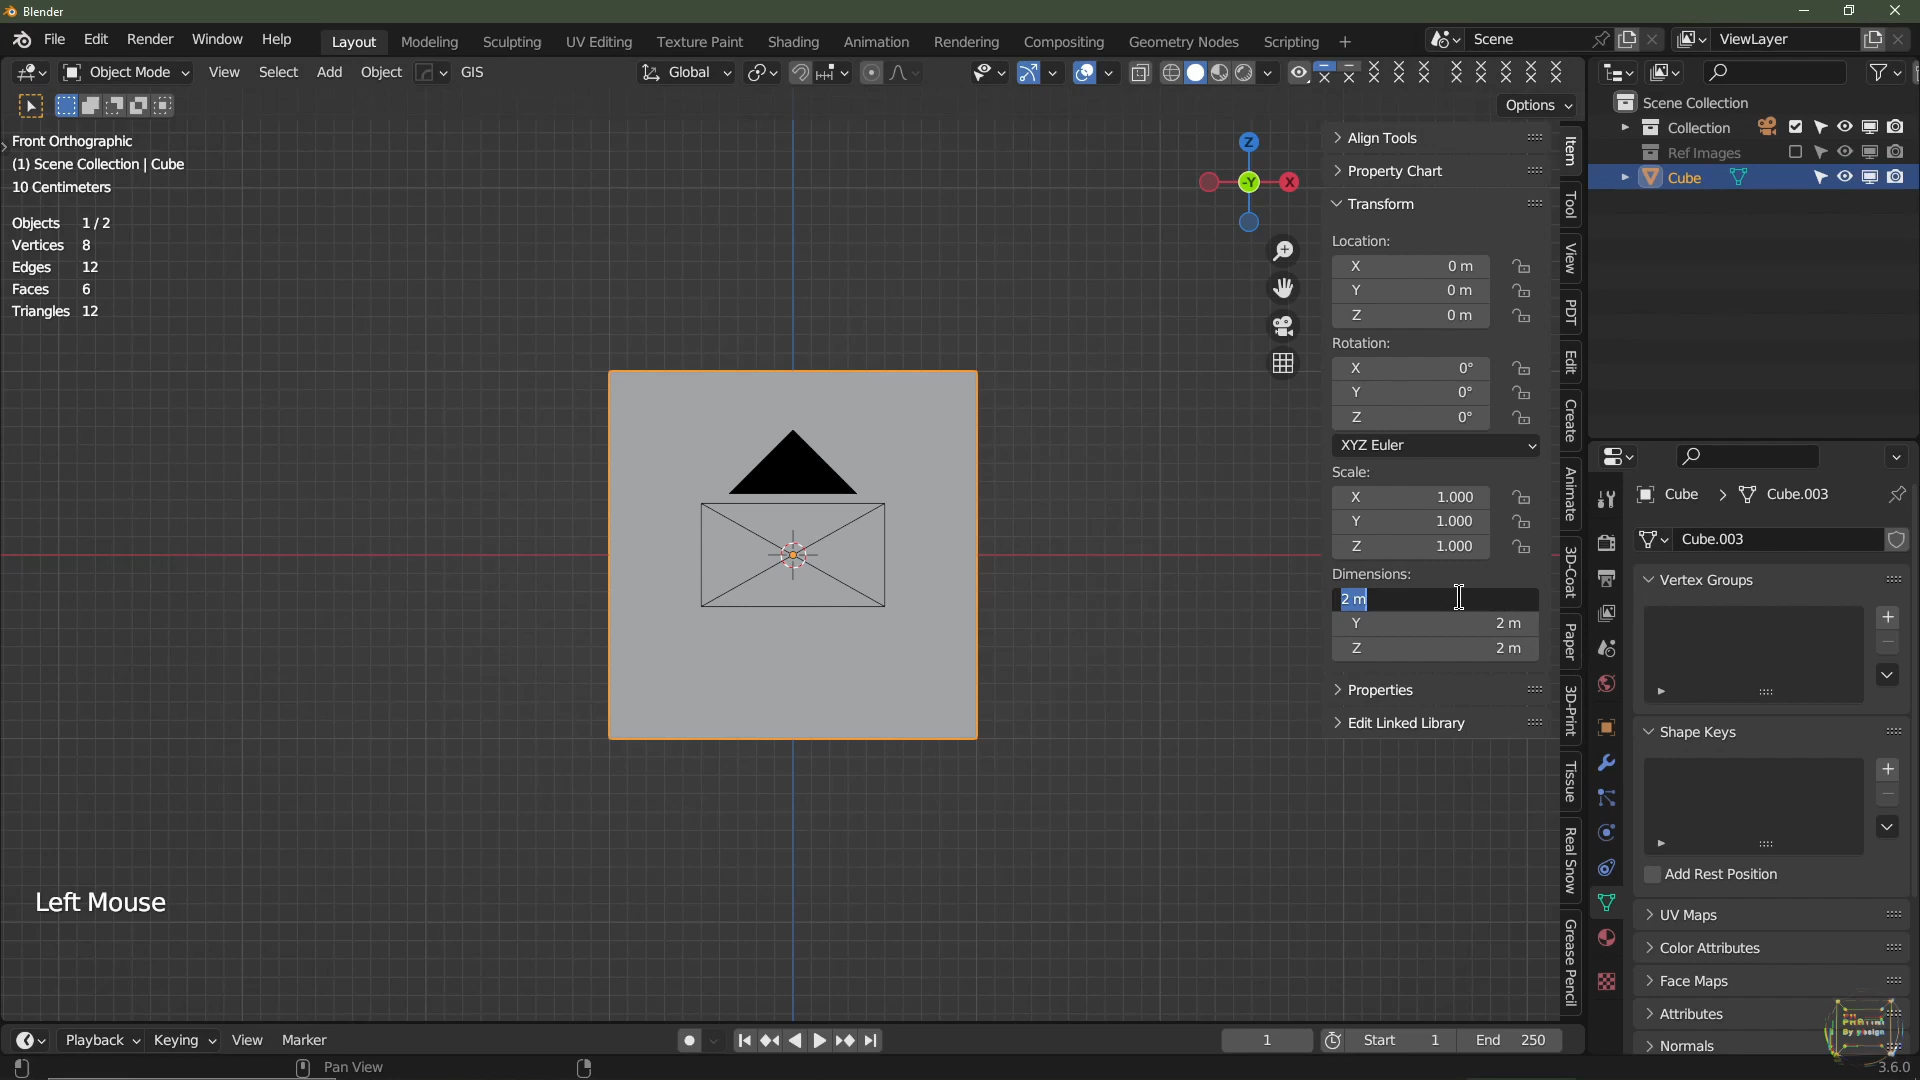 Blender
File Edit Render Window Help Layout Modeling Sculpting UV Editing Texture Paint Shading Animation Rendering Compositing Geometry Nodes Scripting + Scene ViewLayer
Object Mode View Select Add Object GIS Global
Options
Front Orthographic
(1) Scene Collection | Cube
10 Centimeters
Objects 1 / 2
Vertices 8
Edges 12
Faces 6
Triangles 12
Z
-Y
X
Align Tools
Property Chart
Transform
Location:
X 0 m
Y 0 m
Z 0 m
Rotation:
X 0°
Y 0°
Z 0°
XYZ Euler
Scale:
X 1.000
Y 1.000
Z 1.000
Dimensions:
2 m
Y 2 m
Z 2 m
Properties
Edit Linked Library
Item
Tool
View
PDT
Edit
Create
Animate
3D-Coat
Paper
3D-Print
Tissue
Real Snow
Grease Pencil
Scene Collection
Collection
Ref Images
Cube
Cube Cube.003
Cube.003
Vertex Groups
Shape Keys
Add Rest Position
UV Maps
Color Attributes
Face Maps
Attributes
Normals
Left Mouse
Playback Keying View Marker 1 Start 1 End 250
Pan View
3.6.0